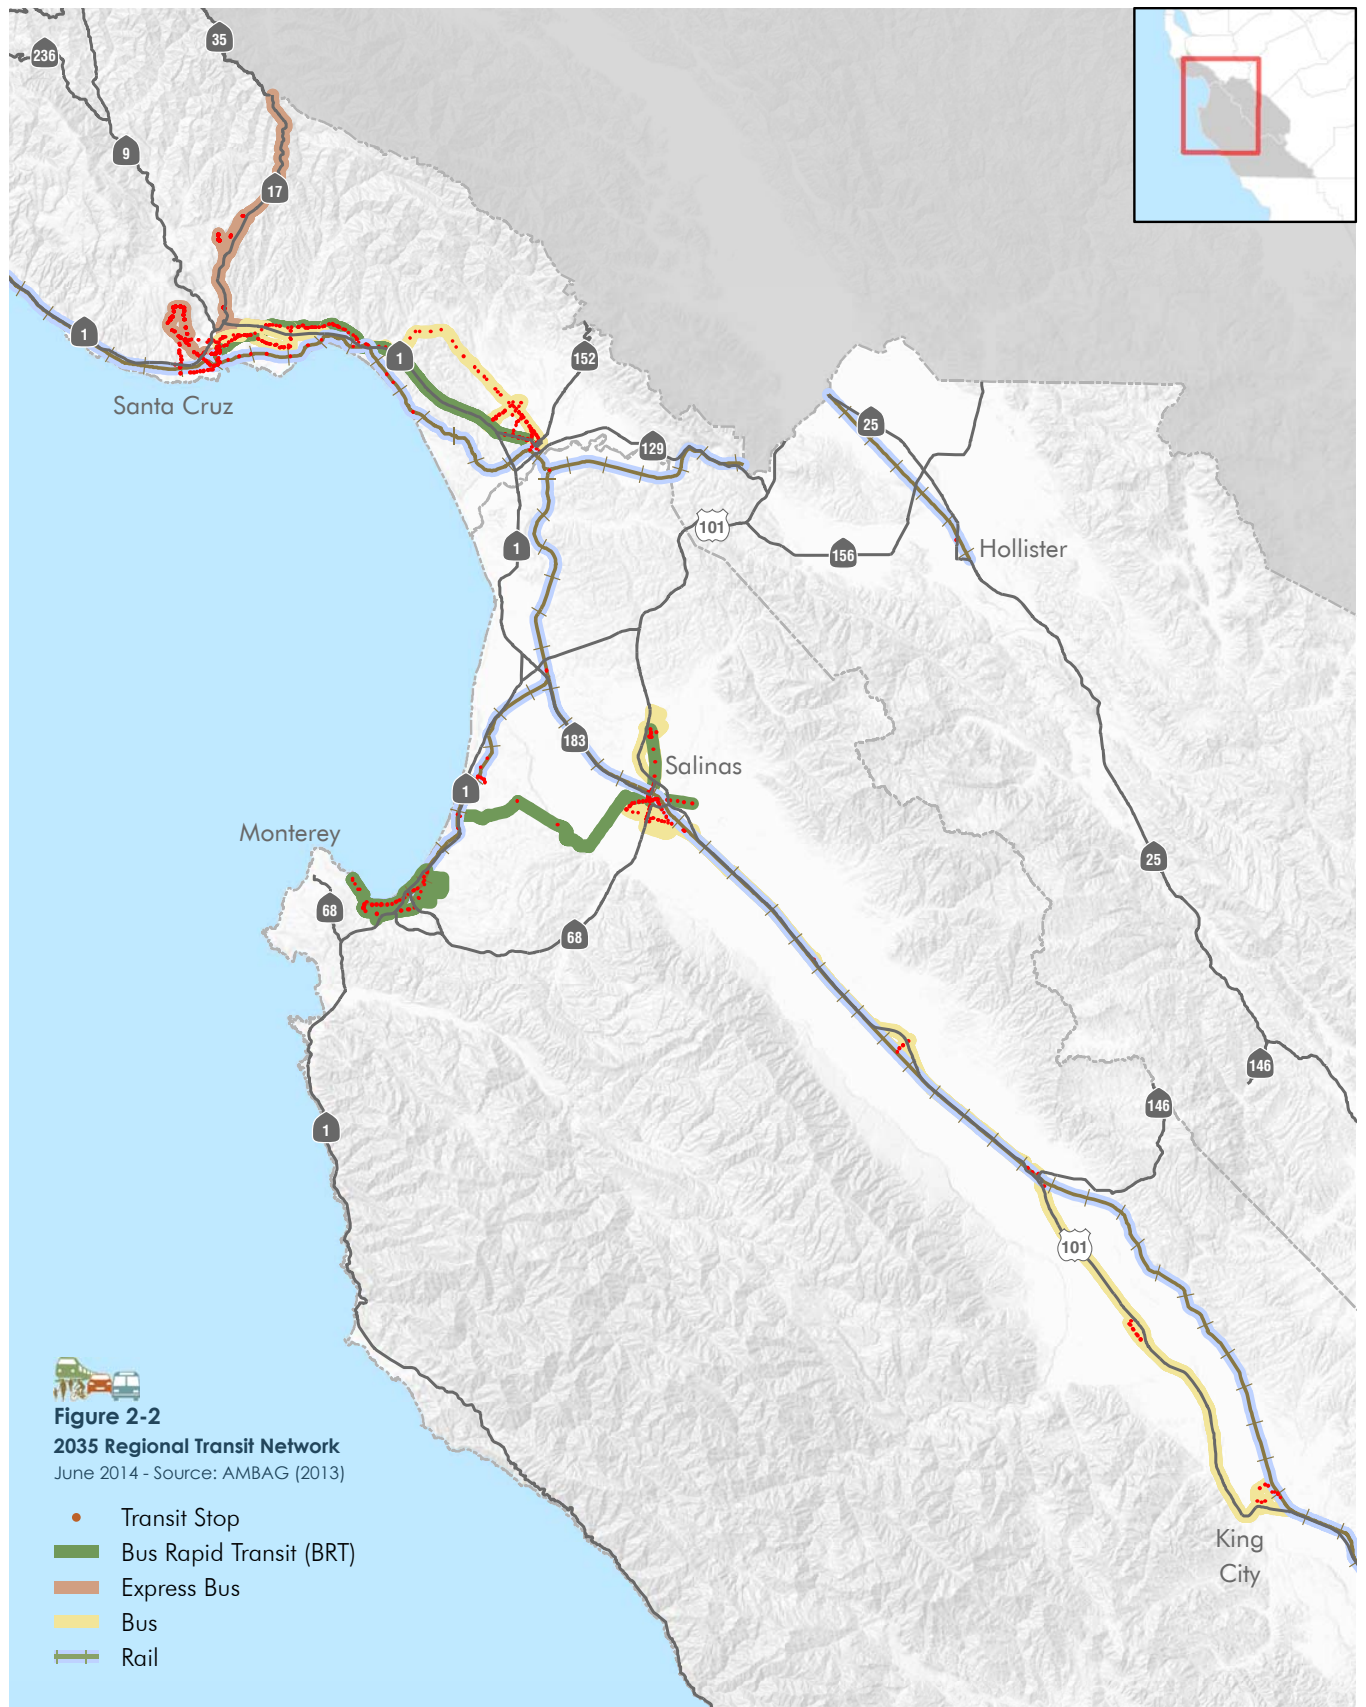 35
236
9
17
1
Santa Cruz
1
152
25
129
101
1
156
Hollister
183
Salinas
1
Monterey
25
68
68
146
146
1
101
King
City
Figure 2-2
2035 Regional Transit Network
June 2014 - Source: AMBAG (2013)
Transit Stop
Bus Rapid Transit (BRT)
Express Bus
Bus
Rail